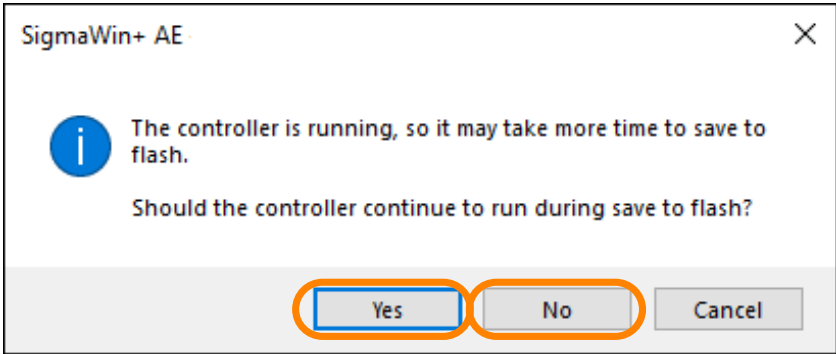 SigmaWin+ AE
The controller is running, so it may take more time to save to
flash.
Should the controller continue to run during save to flash?
Yes No Cancel